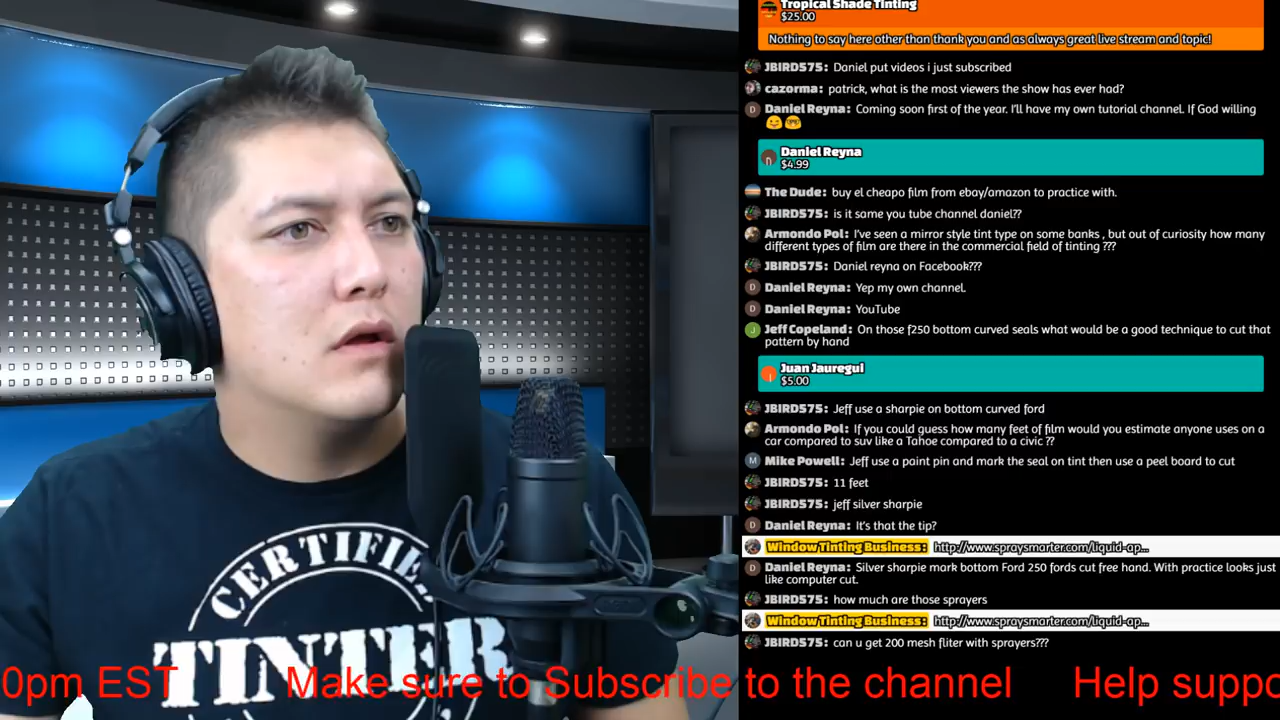 Tropical Shade Tinting
$25.00
Nothing to say here other than thank you and as always great live stream and topic!
JBIRD575: Daniel put videos i just subscribed
cazorma: patrick, what is the most viewers the show has ever had?
D Daniel Reyna: Coming soon first of the year. I'll have my own tutorial channel. If God willing
Daniel Reyna
$4.99
The Dude: buy el cheapo film from ebay/amazon to practice with.
JBIRD575: is it same you tube channel daniel??
Armondo Pol: I've seen a mirror style tint type on some banks , but out of curiosity how many
different types of film are there in the commercial field of tinting ???
JBIRD575: Daniel reyna on Facebook???
D Daniel Reyna: Yep my own channel.
D Daniel Reyna: YouTube
J Jeff Copeland: On those f250 bottom curved seals what would be a good technique to cut that
pattern by hand
Juan Jauregui
$5.00
JBIRD575: Jeff use a sharpie on bottom curved ford
Armondo Pol: If you could guess how many feet of film would you estimate anyone uses on a
car compared to suv like a Tahoe compared to a civic ??
M Mike Powell: Jeff use a paint pin and mark the seal on tint then use a peel board to cut
JBIRD575: 11 feet
JBIRD575: jeff silver sharpie
D Daniel Reyna: It's that the tip?
Window Tinting Business: http://www.spraysmarter.com/liquid-ap...
D Daniel Reyna: Silver sharpie mark bottom Ford 250 fords cut free hand. With practice looks just
like computer cut.
JBIRD575: how much are those sprayers
Window Tinting Business: http://www.spraysmarter.com/liquid-ap...
JBIRD575: can u get 200 mesh fliter with sprayers???
CERTIFIED
TINTER
0pm EST Make sure to Subscribe to the channel Help suppo